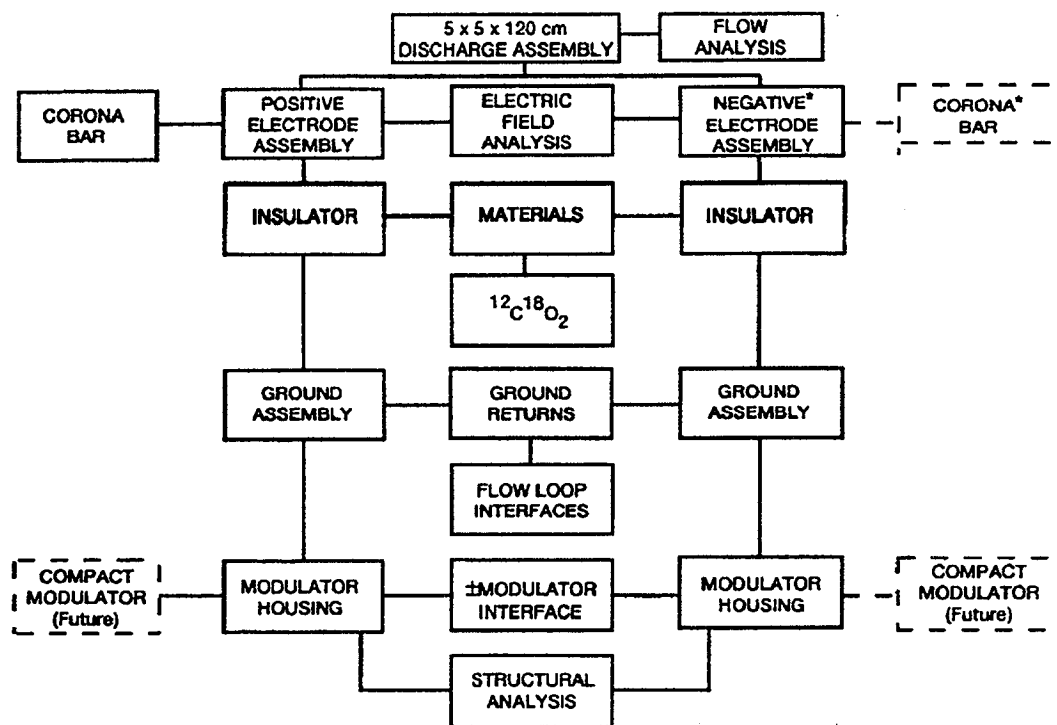 5 x 5 x 120 cm
DISCHARGE ASSEMBLY
FLOW
ANALYSIS
CORONA
BAR
POSITIVE
ELECTRODE
ASSEMBLY
ELECTRIC
FIELD
ANALYSIS
NEGATIVE*
ELECTRODE
ASSEMBLY
CORONA*
BAR
INSULATOR
MATERIALS
INSULATOR
¹²C¹⁸O₂
GROUND
ASSEMBLY
GROUND
RETURNS
GROUND
ASSEMBLY
FLOW LOOP
INTERFACES
COMPACT
MODULATOR
(Future)
MODULATOR
HOUSING
±MODULATOR
INTERFACE
MODULATOR
HOUSING
COMPACT
MODULATOR
(Future)
STRUCTURAL
ANALYSIS